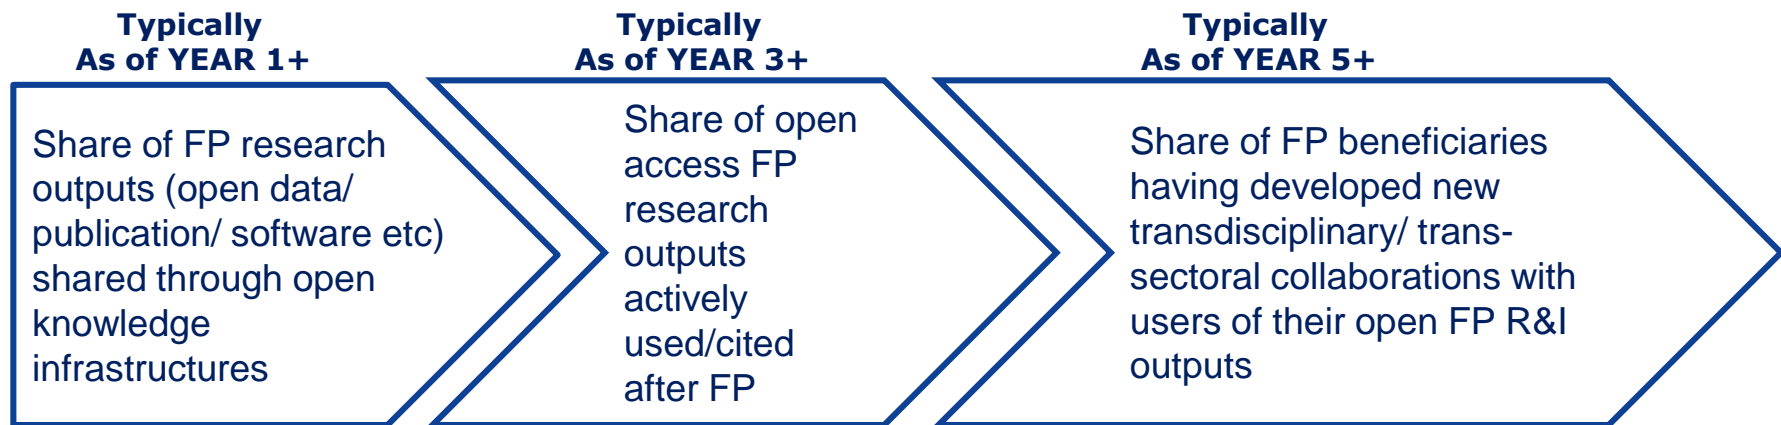 Typically
As of YEAR 1+
Share of FP research
outputs (open data/
publication/ software etc)
shared through open
knowledge
infrastructures
Typically
As of YEAR 3+
Share of open
access FP
research
outputs
actively
used/cited
after FP
Typically
As of YEAR 5+
Share of FP beneficiaries
having developed new
transdisciplinary/ trans-
sectoral collaborations with
users of their open FP R&I
outputs